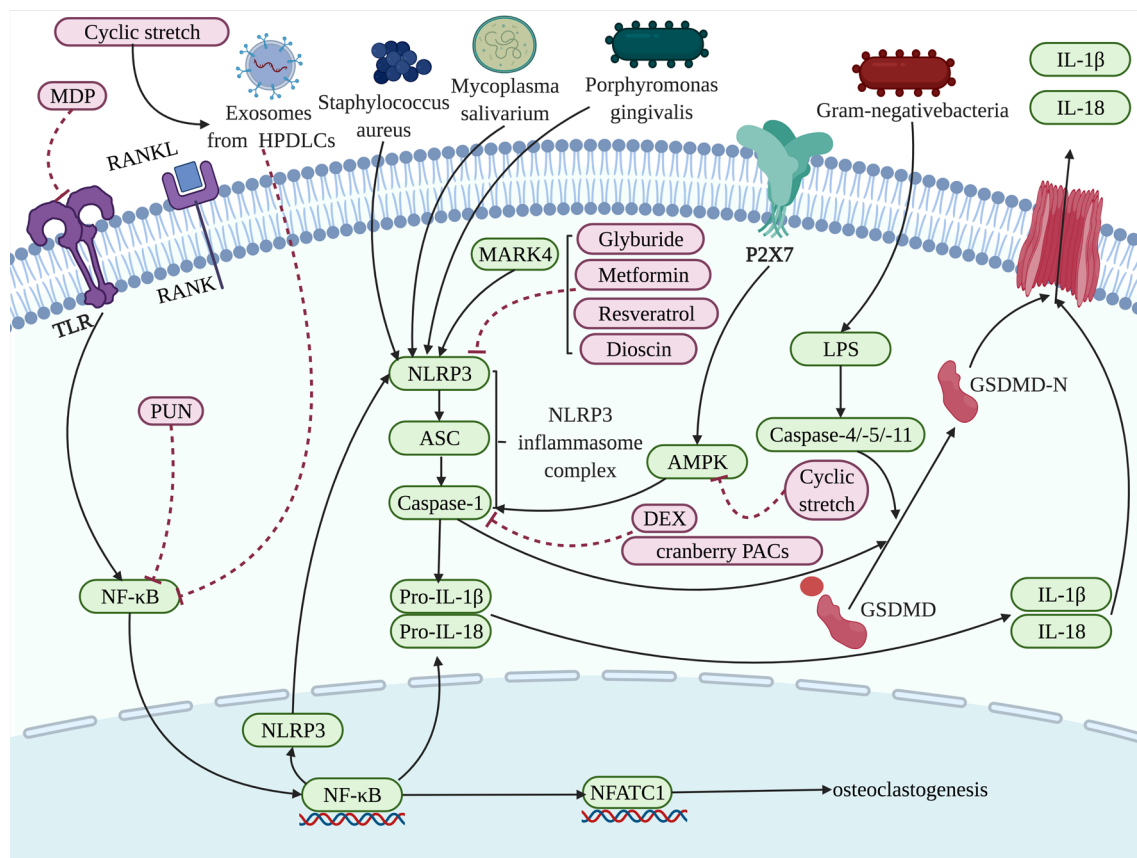 Cyclic stretch
MDP
Exosomes
from HPDLCs
Staphylococcus
aureus
Mycoplasma
salivarium
Porphyromonas
gingivalis
Gram-negativebacteria
IL-1β
IL-18
RANKL
RANK
TLR
P2X7
MARK4
Glyburide
Metformin
Resveratrol
Dioscin
NLRP3
ASC
Caspase-1
NLRP3
inflammasome
complex
AMPK
LPS
Caspase-4/-5/-11
Cyclic
stretch
GSDMD-N
PUN
DEX
cranberry PACs
NF-κB
Pro-IL-1β
Pro-IL-18
GSDMD
IL-1β
IL-18
NLRP3
NF-κB
NFATC1
osteoclastogenesis